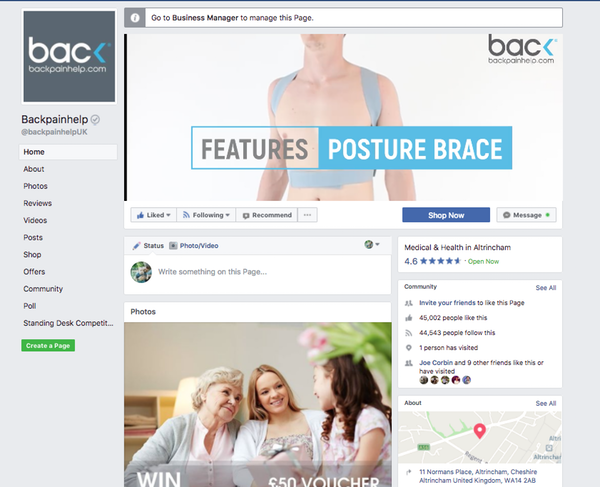 Go to Business Manager to manage this Page.
back
backpainhelp.com
Backpainhelp
@backpainhelpUK
Home
About
Photos
Reviews
Videos
Posts
Shop
Offers
Community
Poll
Standing Desk Competit...
Create a Page
back
backpainhelp.com
FEATURES POSTURE BRACE
Liked Following Recommend ... Shop Now Message
Status Photo/Video
Write something on this Page...
Photos
WIN £50 VOUCHER
Medical & Health in Altrincham
4.6 Open Now
Community See All
Invite your friends to like this Page
45,002 people like this
44,543 people follow this
1 person has visited
Joe Corbin and 9 other friends like this or
have visited
About See All
Altrincham
11 Normans Place, Altrincham, Cheshire
Altrincham United Kingdom, WA14 2AB